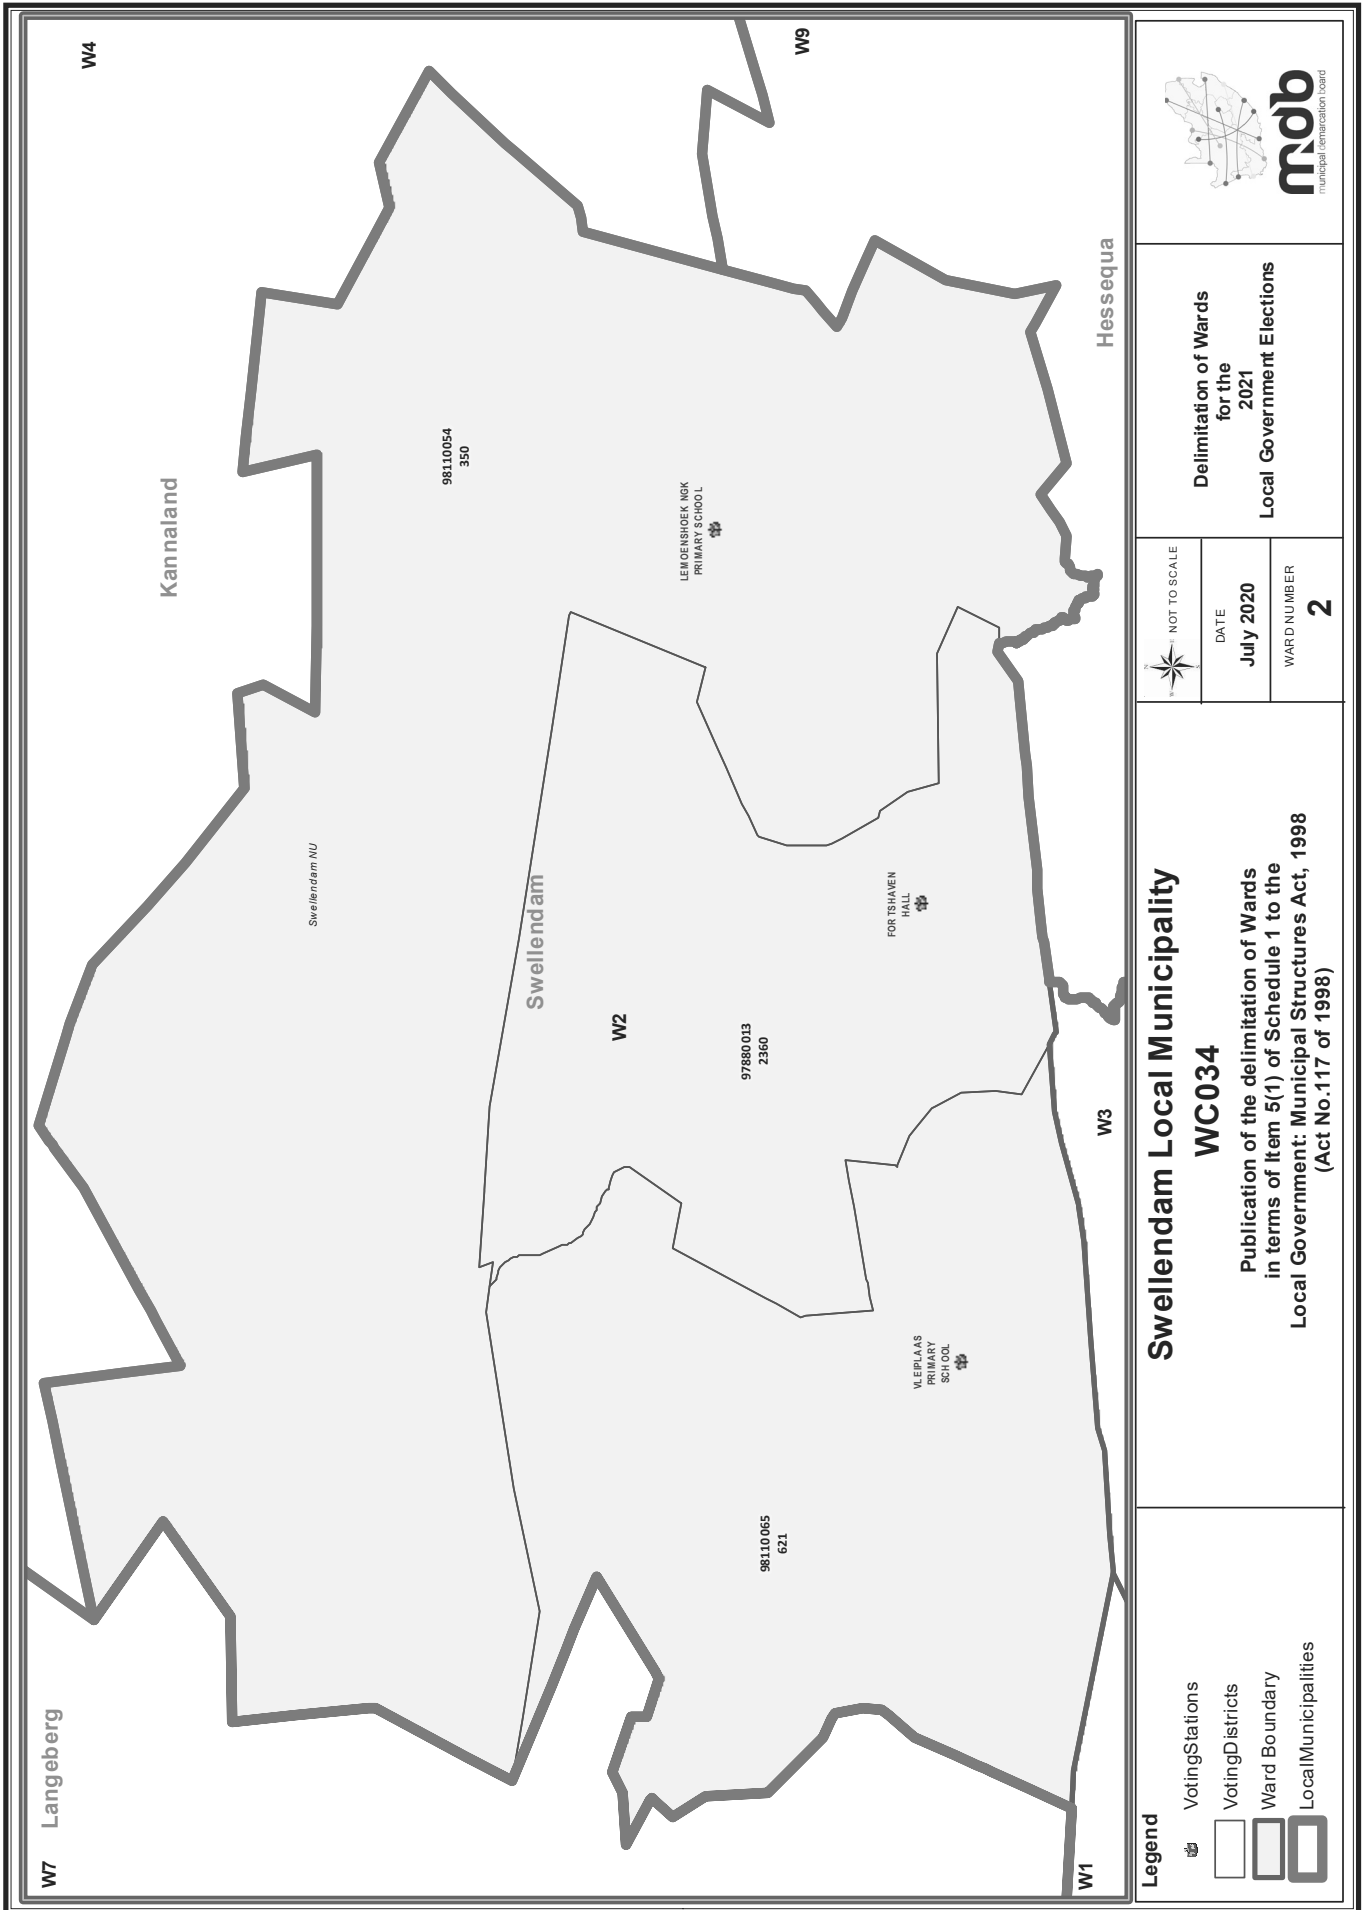 W7
Langeberg
Kannaland
W4
W9
Hessequa
98110054
350
LEMOENSHOEK NGK
PRIMARY SCHOOL
Swellendam NU
Swellendam
W2
FORTSHAVEN
HALL
97880013
2360
W3
VLEIPLAAS
PRIMARY
SCHOOL
98110065
621
W1
Legend
VotingStations
VotingDistricts
Ward Boundary
LocalMunicipalities
Swellendam Local Municipality
WC034
Publication of the delimitation of Wards
in terms of Item 5(1) of Schedule 1 to the
Local Government: Municipal Structures Act, 1998
(Act No.117 of 1998)
N
W
E
S
NOT TO SCALE
DATE
July 2020
WARD NUMBER
2
Delimitation of Wards
for the
2021
Local Government Elections
mdb
municipal demarcation board